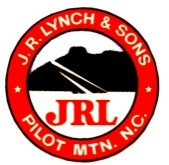 J.R. LYNCH & SONS
JRL
PILOT MTN. N.C.